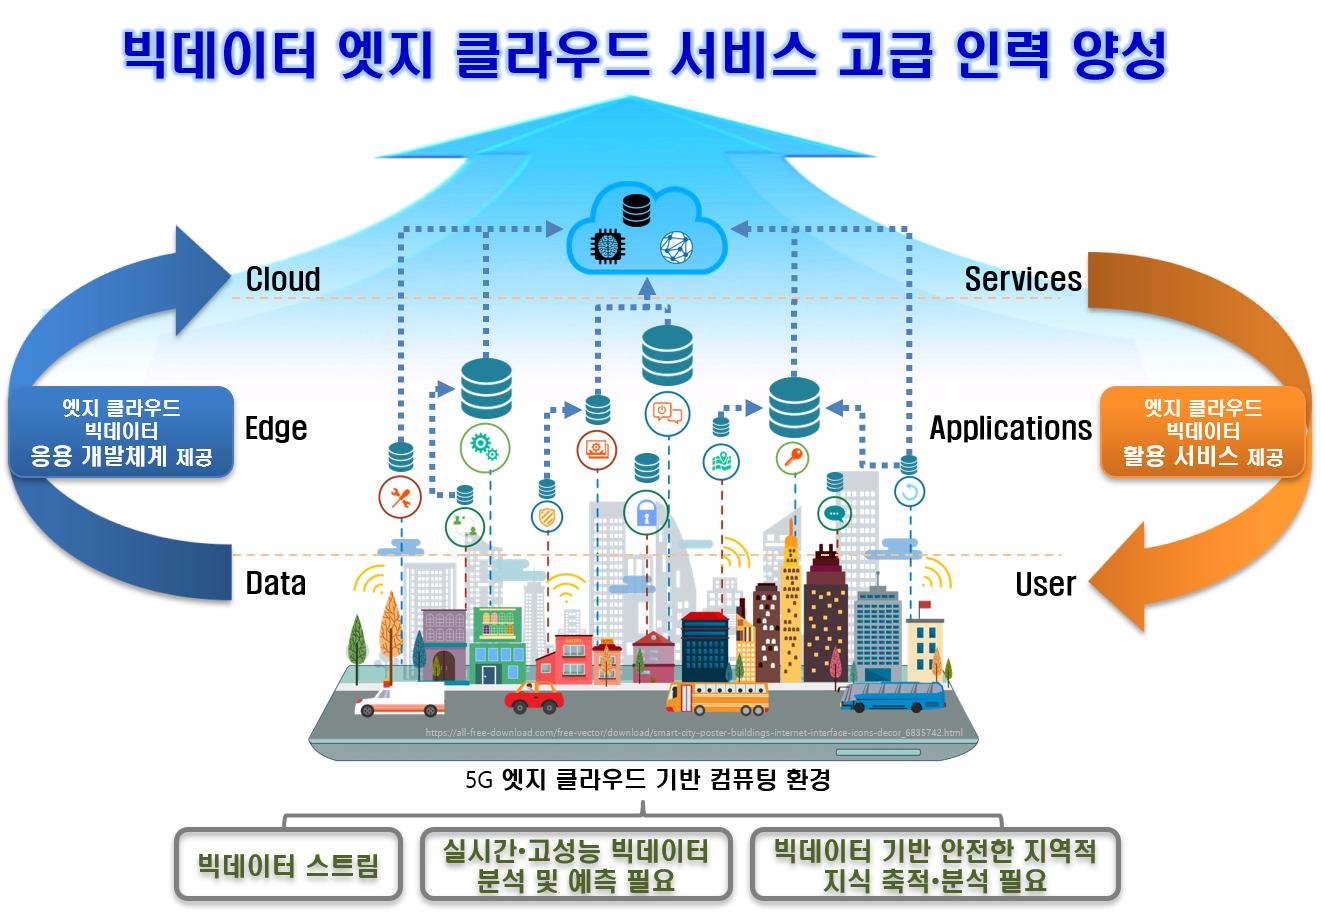 빅데이터 엣지 클라우드 서비스 고급 인력 양성
Cloud
Services
엣지 클라우드
빅데이터
응용 개발체계 제공
Edge
Applications
엣지 클라우드
빅데이터
활용 서비스 제공
Data
User
https://all-free-download.com/free-vector/download/smart-city-poster-buildings-internet-interface-icons-decor_6835742.html
5G 엣지 클라우드 기반 컴퓨팅 환경
빅데이터 스트림
실시간•고성능 빅데이터
분석 및 예측 필요
빅데이터 기반 안전한 지역적
지식 축적•분석 필요